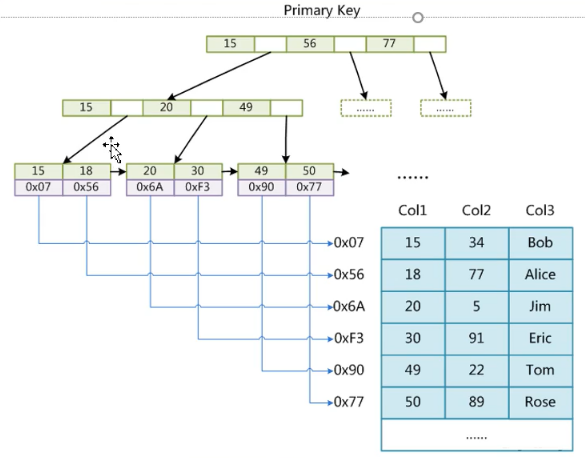 Primary Key
15 56 77
15 20 49
...... ......
15 18 20 30 49 50
0x07 0x56 0x6A 0xF3 0x90 0x77
......
Col1 Col2 Col3
0x07 15 34 Bob
0x56 18 77 Alice
0x6A 20 5 Jim
0xF3 30 91 Eric
0x90 49 22 Tom
0x77 50 89 Rose
......